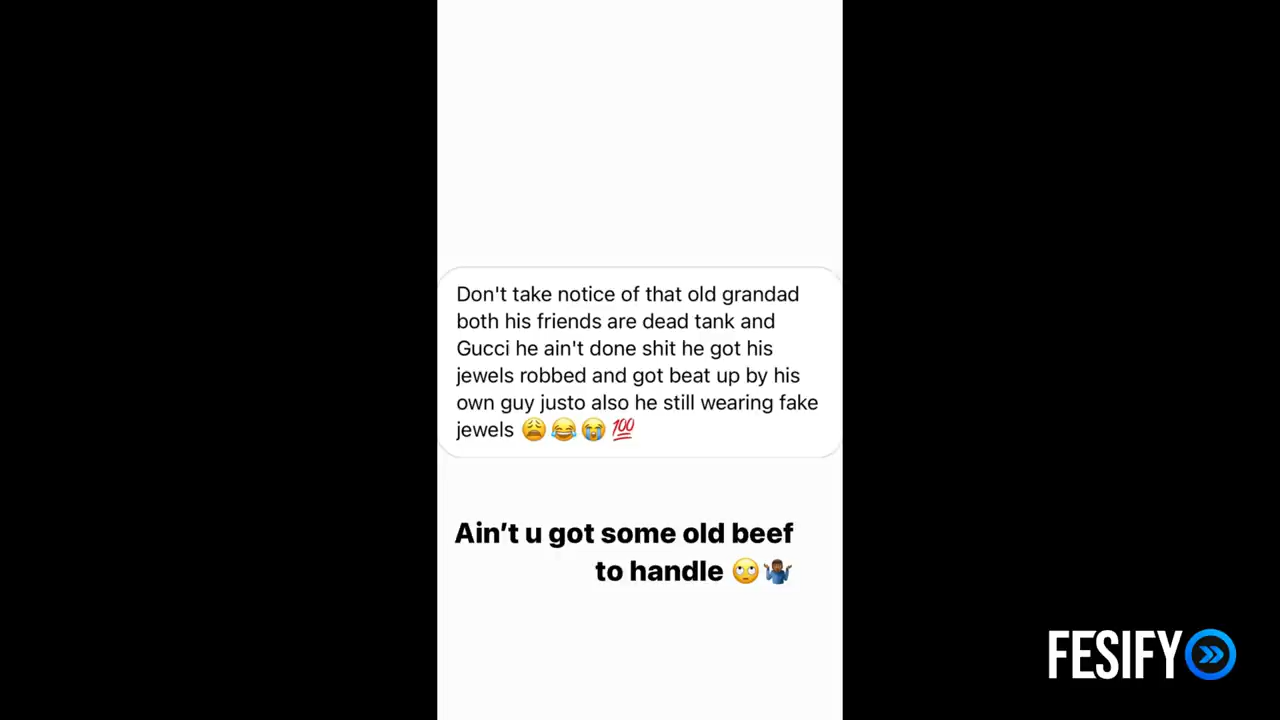 Don't take notice of that old grandad
both his friends are dead tank and
Gucci he ain't done shit he got his
jewels robbed and got beat up by his
own guy justo also he still wearing fake
jewels 😩😂😭💯
Ain’t u got some old beef
to handle 🙄🤷🏾‍♂️
FESIFY